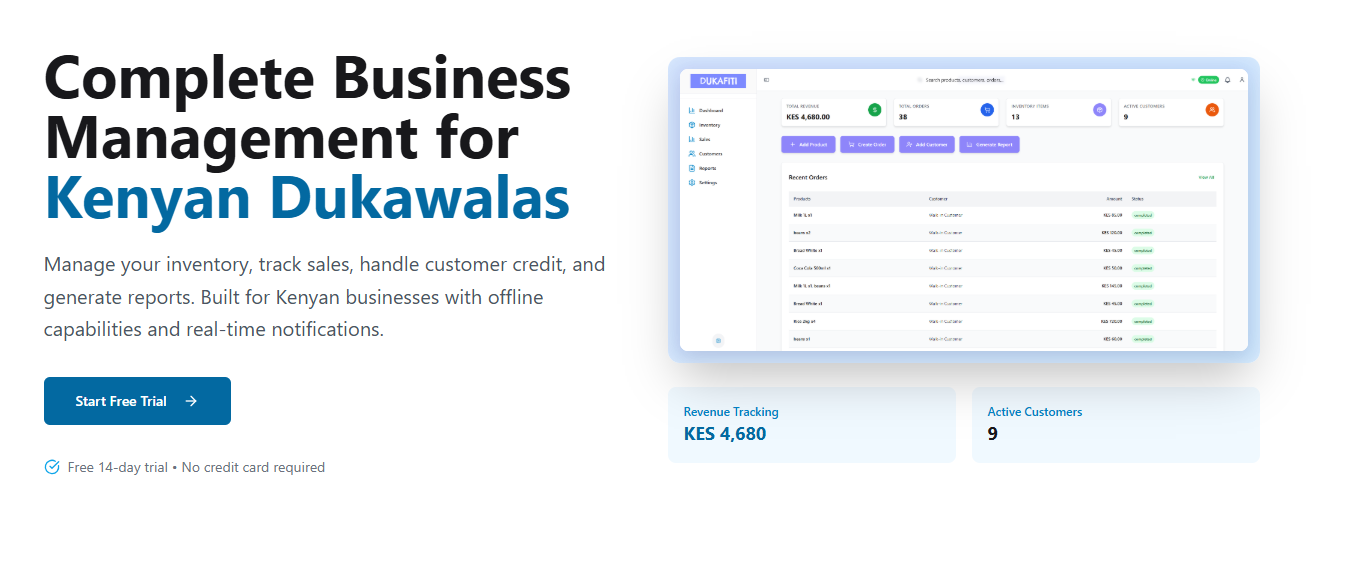 Complete Business
Management for
Kenyan Dukawalas
Manage your inventory, track sales, handle customer credit, and
generate reports. Built for Kenyan businesses with offline
capabilities and real-time notifications.
Start Free Trial
Free 14-day trial • No credit card required
DUKAFITI
Search products, customers, orders...
Online
Dashboard
Inventory
Sales
Customers
Reports
Settings
TOTAL REVENUE
KES 4,680.00
TOTAL ORDERS
38
INVENTORY ITEMS
13
ACTIVE CUSTOMERS
9
Add Product
Create Order
Add Customer
Generate Report
Recent Orders
View All
Products Customer Amount Status
Milk 1L x1 Walk-in Customer completed
beans x2 Walk-in Customer KES 120.00 completed
Bread White x1 Walk-in Customer KES 45.00 completed
Coca Cola 500ml x1 Walk-in Customer KES 50.00 completed
Milk 1L x1, beans x1 Walk-in Customer completed
Bread White x1 Walk-in Customer KES 45.00 completed
Rice 2kg x4 Walk-in Customer KES 720.00 completed
beans x1 Walk-in Customer KES 60.00 completed
Revenue Tracking
KES 4,680
Active Customers
9